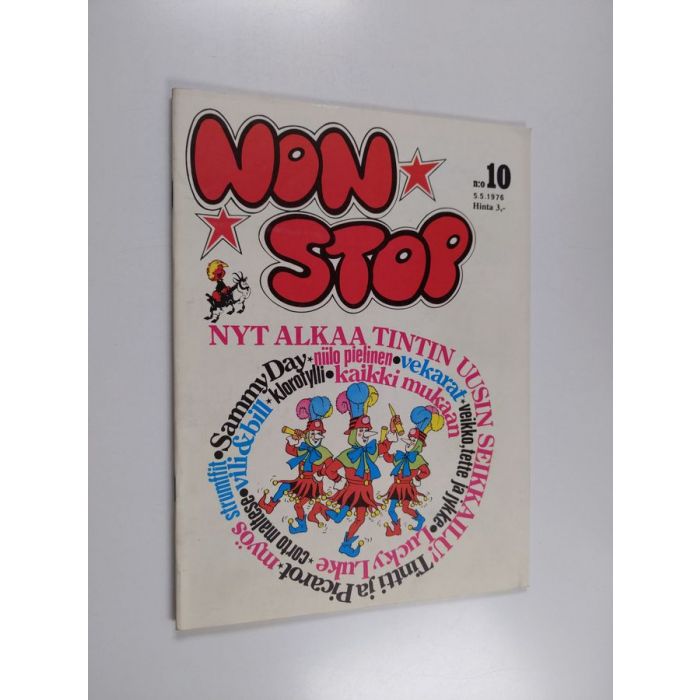 NON
STOP
n:o 10
5.5.1976
Hinta 3,-
NYT ALKAA TINTIN UUSIN SEIKKAILU! Tintti ja Picarot • myös strumffit • Sammy Day * niilo pielinen • vekarat * veikko, tette ja jykke • Lucky Luke * corto maltese • vili & bill * klorofylli • kaikki mukaan